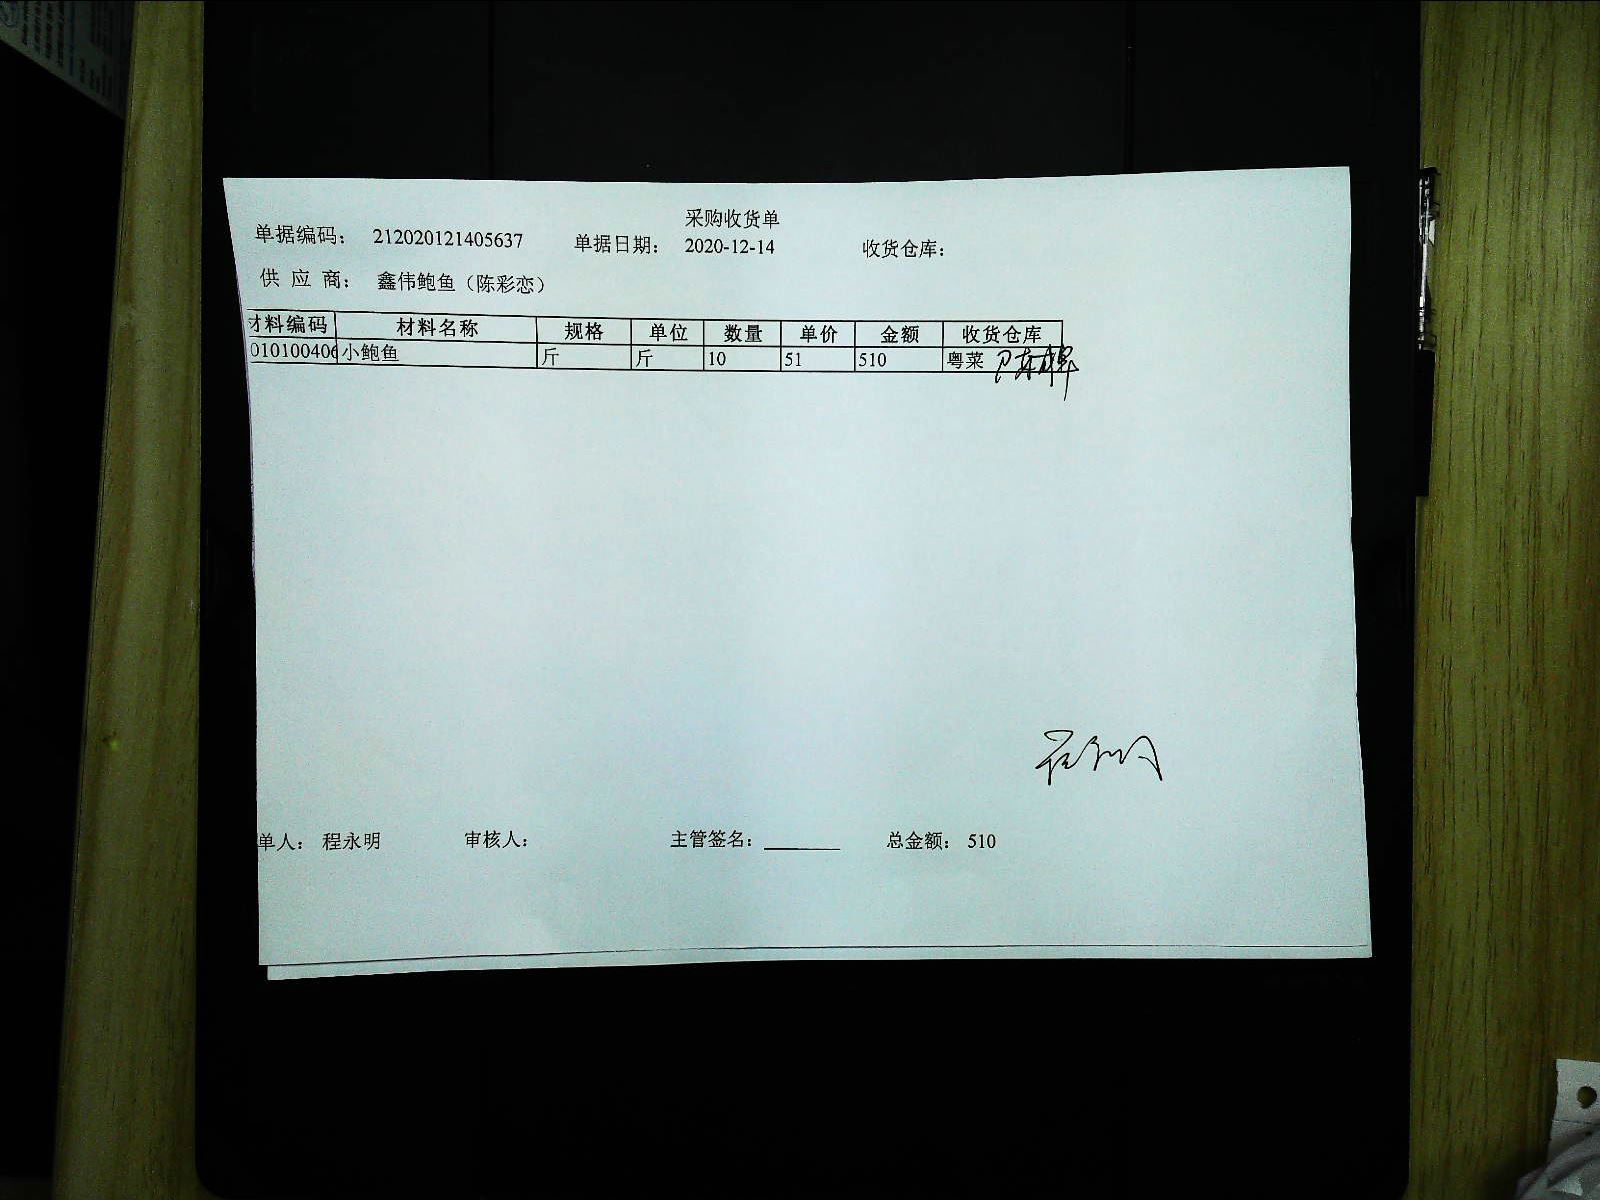 采购收货单
单据编码： 212020121405637 单据日期： 2020-12-14 收货仓库：
供 应 商： 鑫伟鲍鱼（陈彩恋）
材料编码 材料名称 规格 单位 数量 单价 金额 收货仓库
010100406 小鲍鱼 斤 斤 10 51 510 粤菜
单人： 程永明 审核人： 主管签名： 总金额： 510